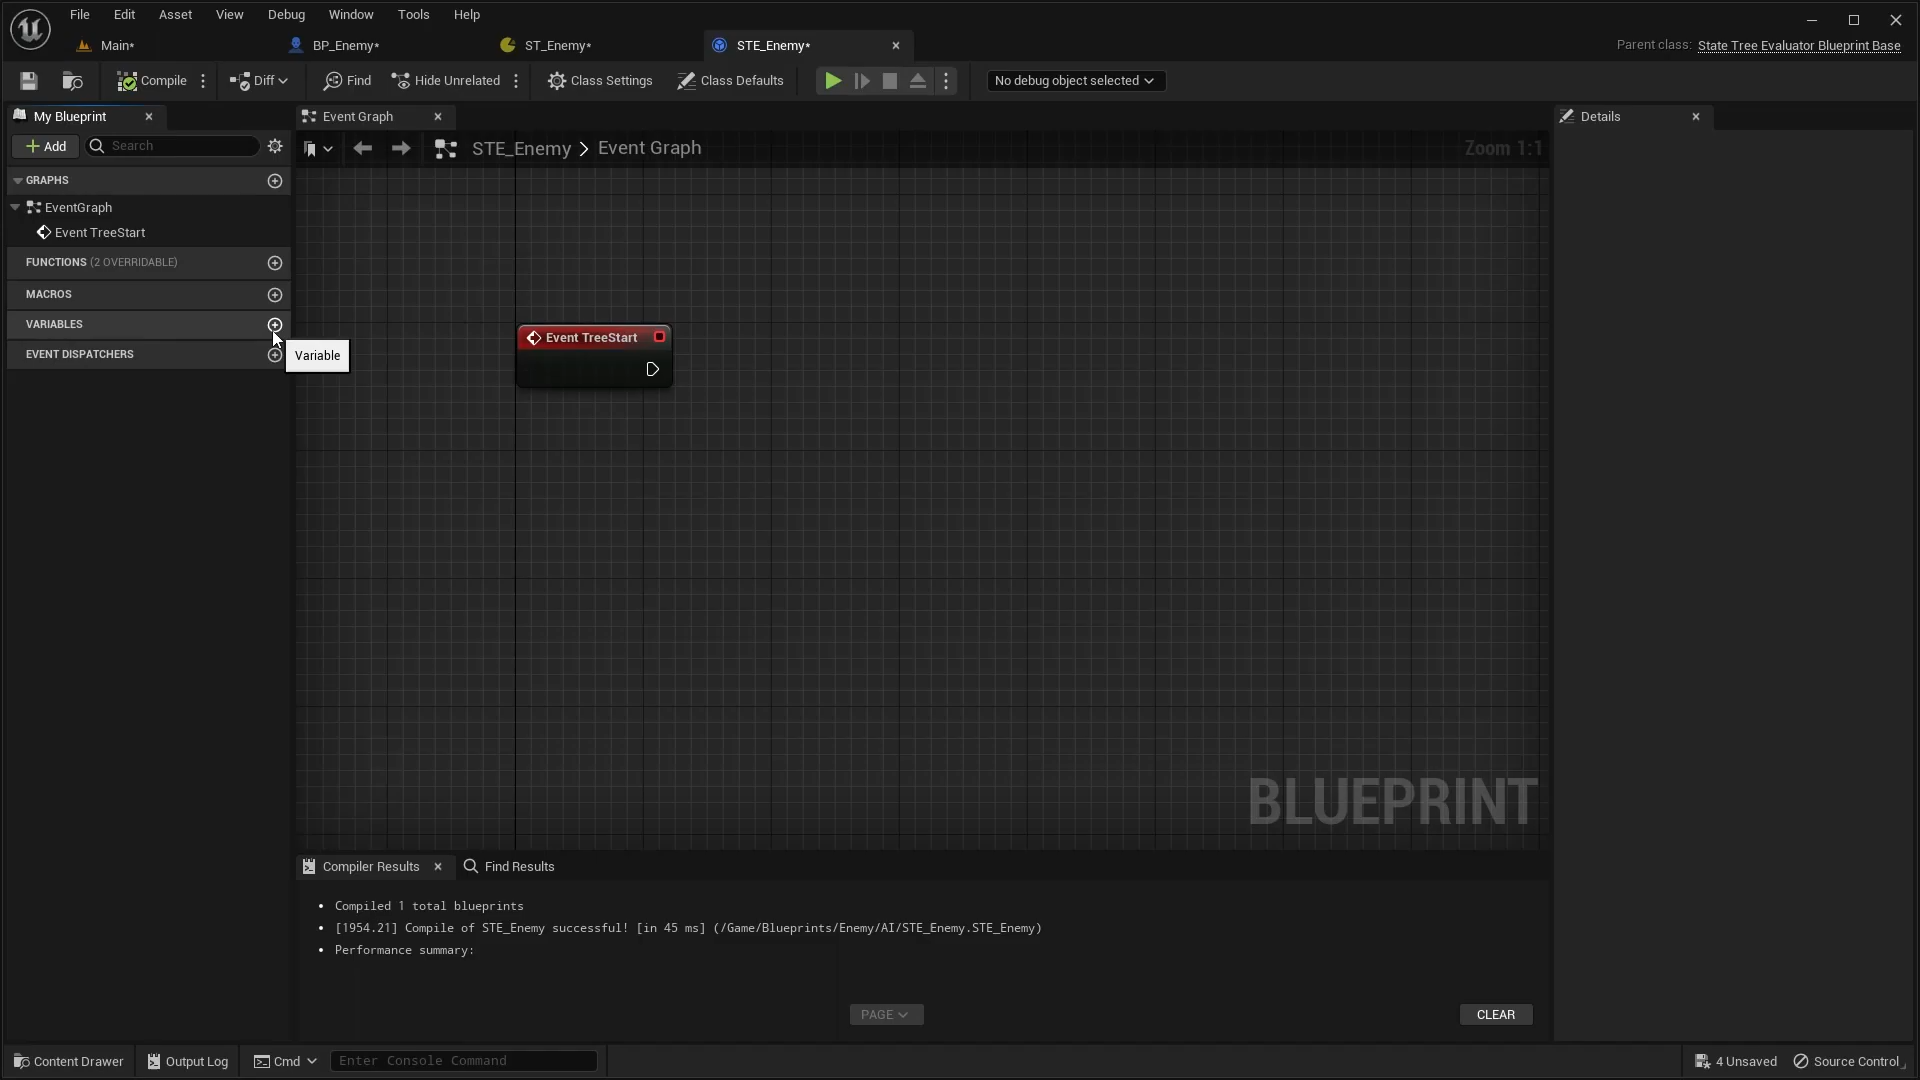 File Edit Asset View Debug Window Tools Help
Main* BP_Enemy* ST_Enemy* STE_Enemy* Parent class: State Tree Evaluator Blueprint Base
Compile Diff Find Hide Unrelated Class Settings Class Defaults No debug object selected
My Blueprint Event Graph Details
Add Search STE_Enemy > Event Graph Zoom 1:1
GRAPHS
EventGraph
Event TreeStart
FUNCTIONS (2 OVERRIDABLE)
MACROS
VARIABLES
Event TreeStart
EVENT DISPATCHERS
Variable
BLUEPRINT
Compiler Results Find Results
• Compiled 1 total blueprints
• [1954.21] Compile of STE_Enemy successful! [in 45 ms] (/Game/Blueprints/Enemy/AI/STE_Enemy.STE_Enemy)
• Performance summary:
PAGE CLEAR
Content Drawer Output Log Cmd Enter Console Command 4 Unsaved Source Control